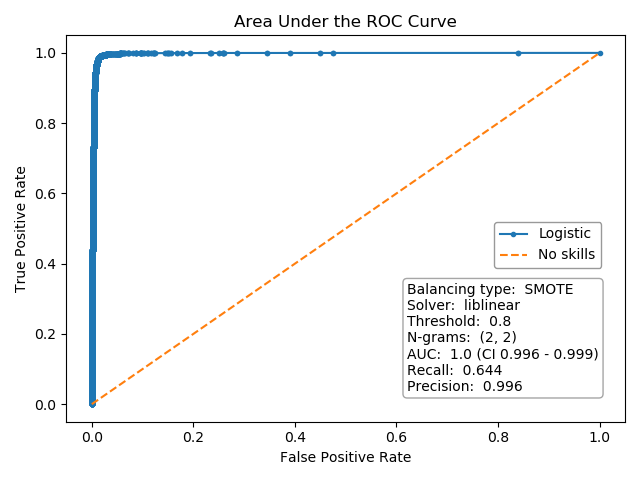 Area Under the ROC Curve
True Positive Rate
1.0
0.8
0.6
0.4
0.2
0.0
Logistic
No skills
Balancing type:  SMOTE
Solver:  liblinear
Threshold:  0.8
N-grams:  (2, 2)
AUC:  1.0 (CI 0.996 - 0.999)
Recall:  0.644
Precision:  0.996
0.0 0.2 0.4 0.6 0.8 1.0
False Positive Rate